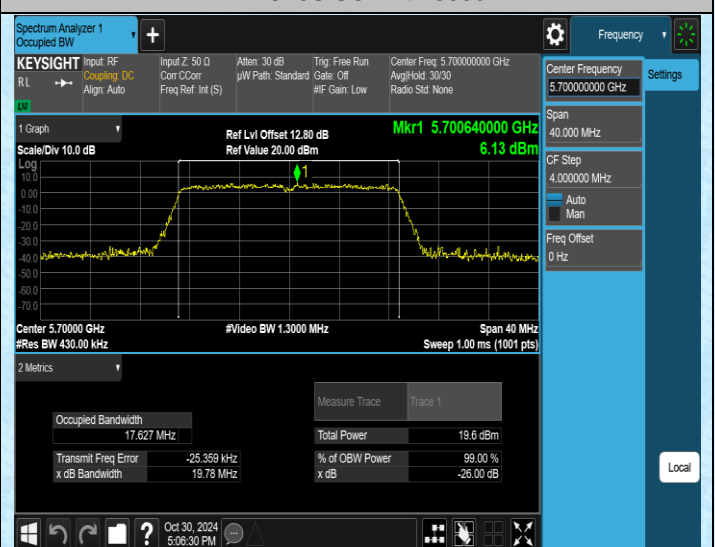 Spectrum Analyzer 1
Occupied BW
Frequency
KEYSIGHT
RL
Input: RF
Coupling: DC
Align: Auto
Input Z: 50 Ω
Corr CCorr
Freq Ref: Int (S)
Atten: 30 dB
µW Path: Standard
Trig: Free Run
Gate: Off
#IF Gain: Low
Center Freq: 5.700000000 GHz
Avg|Hold: 30/30
Radio Std: None
Center Frequency
5.700000000 GHz
Settings
Span
40.000 MHz
CF Step
4.000000 MHz
Auto
Man
Freq Offset
0 Hz
1 Graph
Scale/Div 10.0 dB
Ref Lvl Offset 12.80 dB
Ref Value 20.00 dBm
Mkr1 5.700640000 GHz
6.13 dBm
Log
10.0
0.00
-10.0
-20.0
-30.0
-40.0
-50.0
-60.0
-70.0
1
Center 5.70000 GHz
#Res BW 430.00 kHz
#Video BW 1.3000 MHz
Span 40 MHz
Sweep 1.00 ms (1001 pts)
2 Metrics
Measure Trace Trace 1
Occupied Bandwidth
17.627 MHz
Total Power 19.6 dBm
Transmit Freq Error -25.359 kHz
% of OBW Power 99.00 %
x dB Bandwidth 19.78 MHz
x dB -26.00 dB
Local
Oct 30, 2024
5:06:30 PM